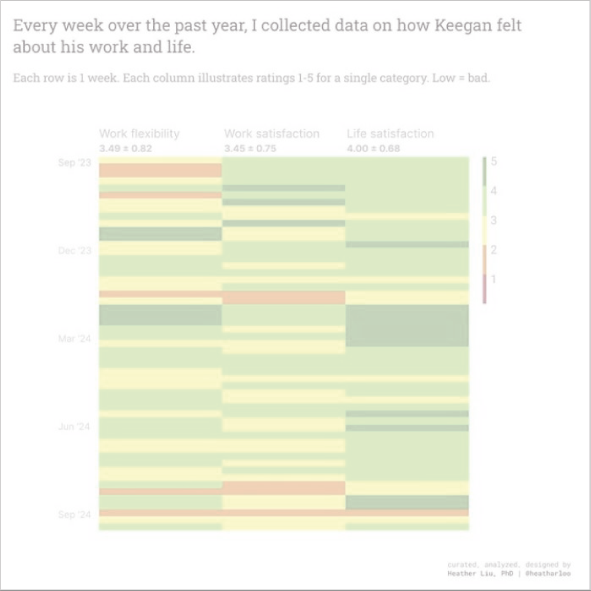 Every week over the past year, I collected data on how Keegan felt
about his work and life.
Each row is 1 week. Each column illustrates ratings 1-5 for a single category. Low = bad.
Work flexibility Work satisfaction Life satisfaction
3.49 ± 0.82 3.45 ± 0.75 4.00 ± 0.68
Sep '23
5
4
3
Dec '23
2
1
Mar '24
Jun '24
Sep '24
curated, analyzed, designed by
Heather Liu, PhD |